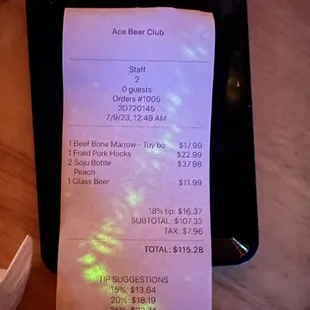 Ace Beer Club
Staff
2
0 guests
Orders #1005
2D720145
7/9/23, 12:49 AM
1 Beef Bone Marrow - Tuy bo $17.99
1 Fried Pork Hocks $22.99
2 Soju Bottle $37.98
Peach
1 Glass Beer $11.99
18% tip: $16.37
SUBTOTAL: $107.32
TAX: $7.96
TOTAL: $115.28
TIP SUGGESTIONS
15%: $13.64
20%: $18.19